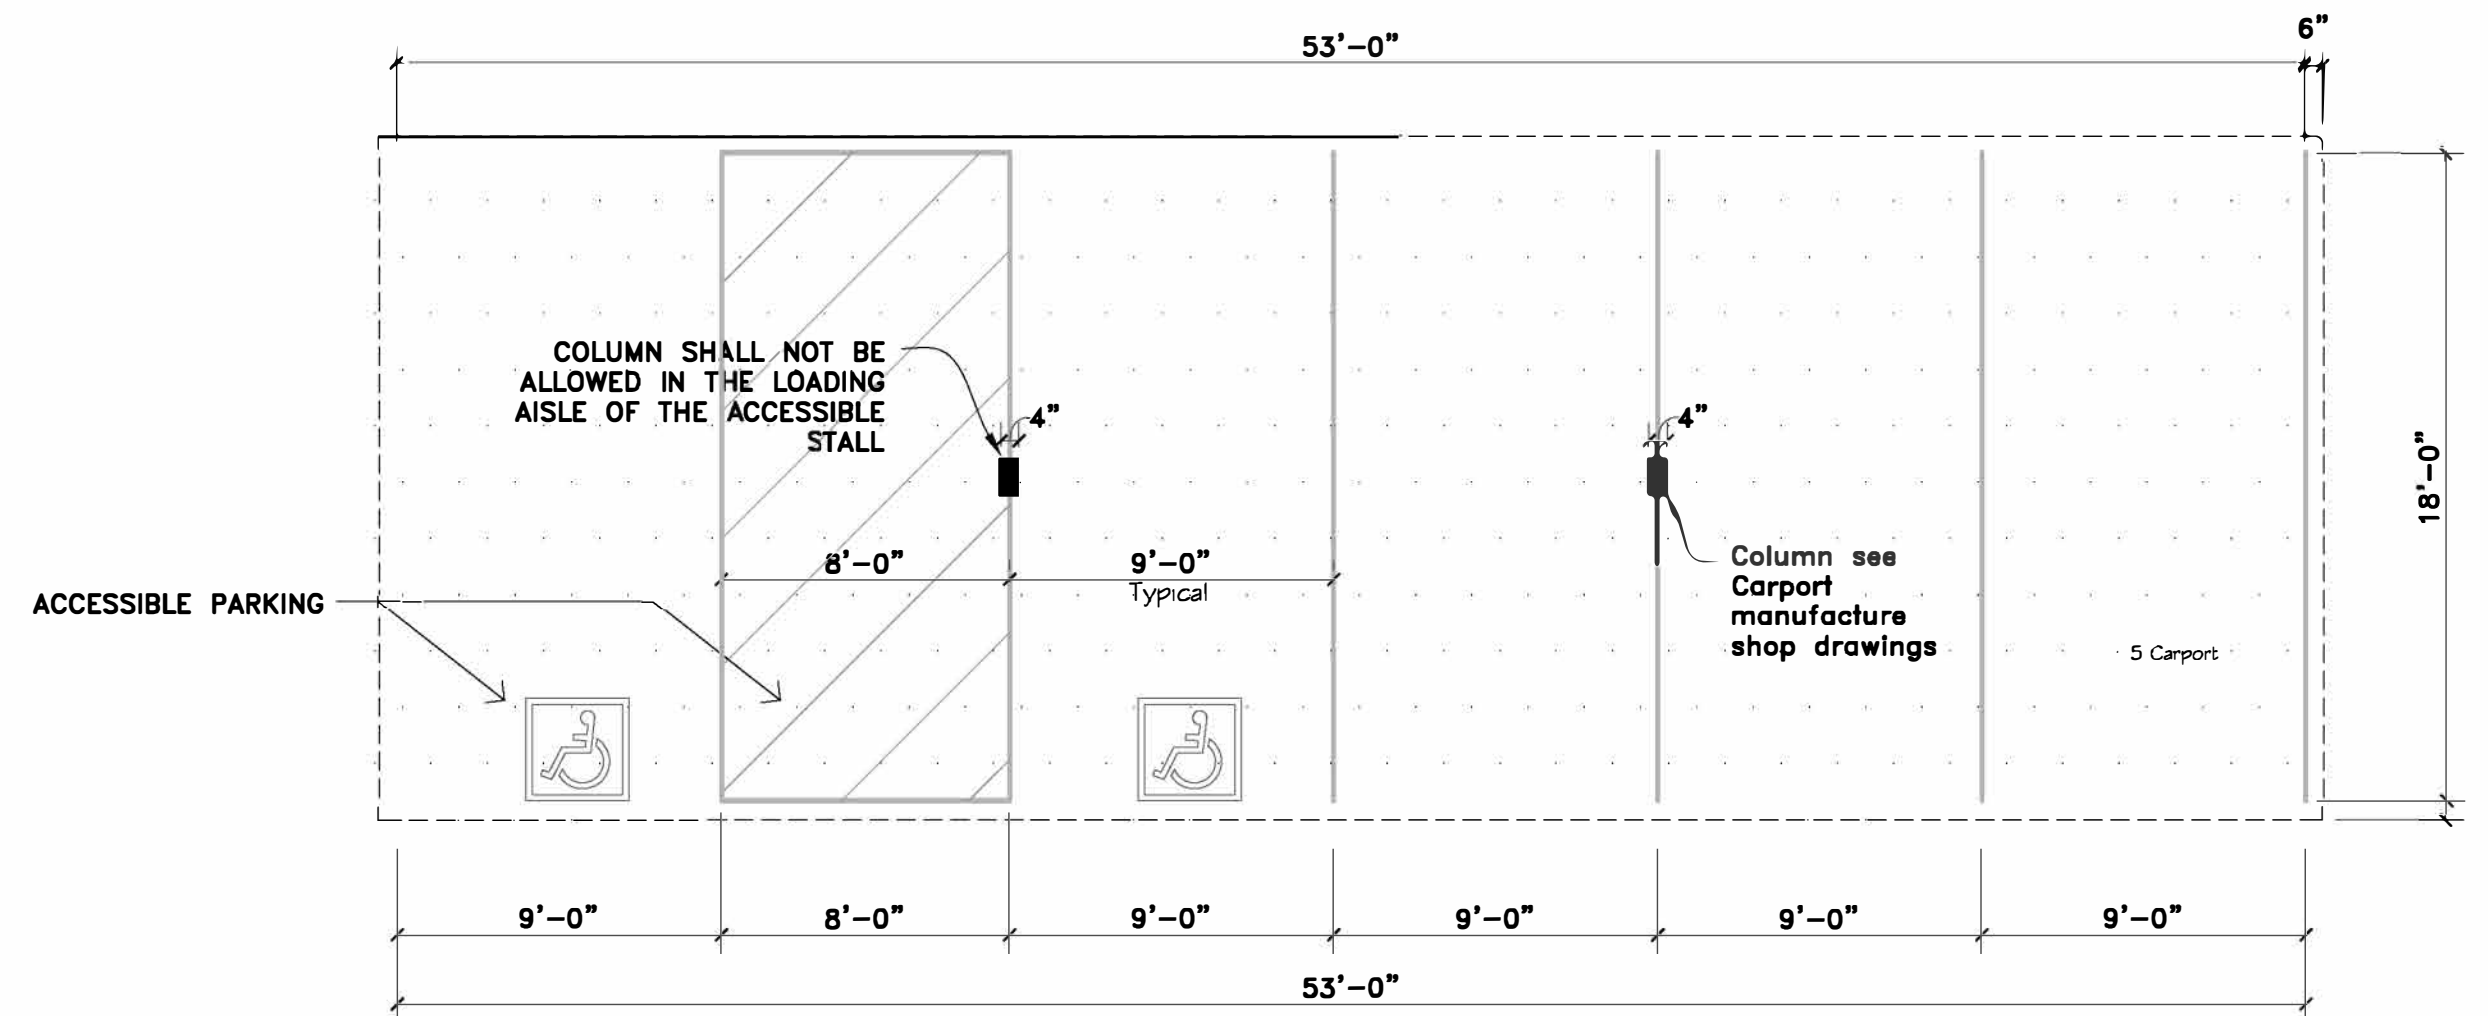 6”
53’-0”
COLUMN SHALL NOT BE
ALLOWED IN THE LOADING
AISLE OF THE ACCESSIBLE
STALL
4”
4”
18’-0”
8’-0”
9’-0”
Typical
Column see
Carport
manufacture
shop drawings
ACCESSIBLE PARKING
5 Carport
9’-0”
8’-0”
9’-0”
9’-0”
9’-0”
9’-0”
53’-0”